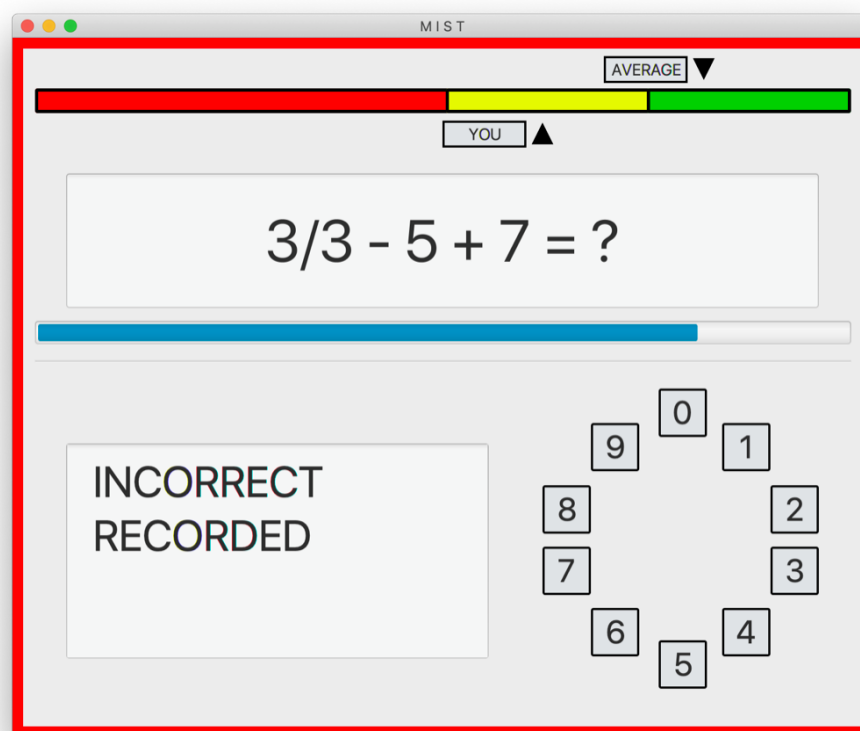 MIST
AVERAGE
YOU
3/3 - 5 + 7 = ?
INCORRECT
RECORDED
0
9 1
8 2
7 3
6 4
5